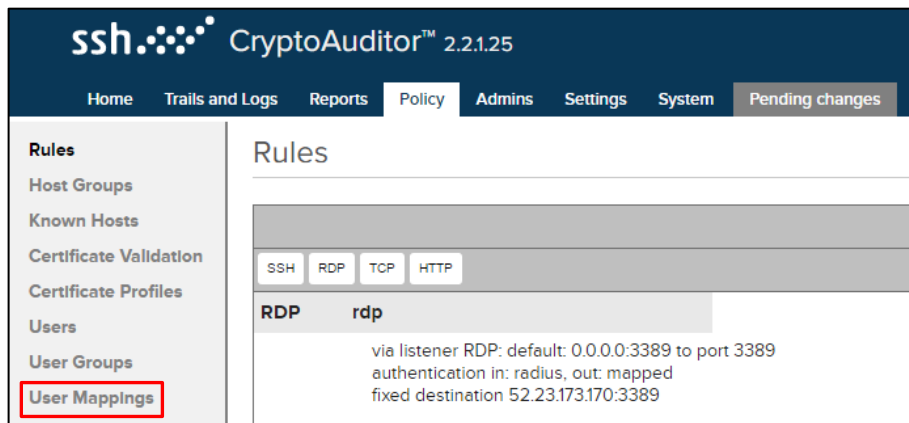 ssh. CryptoAuditor™ 2.2.1.25
Home Trails and Logs Reports Policy Admins Settings System Pending changes
Rules
Host Groups
Known Hosts
Certificate Validation
Certificate Profiles
Users
User Groups
User Mappings
Rules
SSH RDP TCP HTTP
RDP rdp
via listener RDP: default: 0.0.0.0:3389 to port 3389
authentication in: radius, out: mapped
fixed destination 52.23.173.170:3389